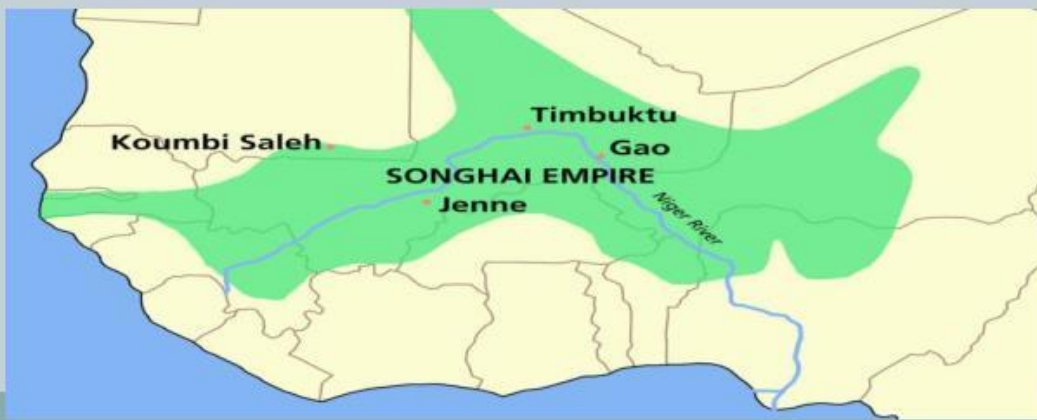 Timbuktu
Koumbi Saleh
Gao
SONGHAI EMPIRE
Jenne
Niger River